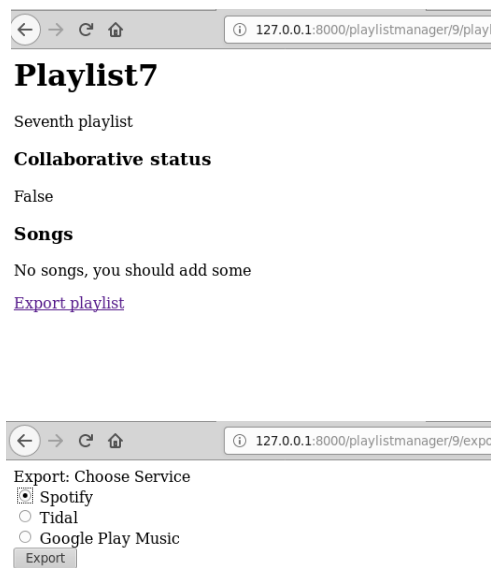 127.0.0.1:8000/playlistmanager/9/playl
Playlist7
Seventh playlist
Collaborative status
False
Songs
No songs, you should add some
Export playlist
127.0.0.1:8000/playlistmanager/9/expo
Export: Choose Service
Spotify
Tidal
Google Play Music
Export